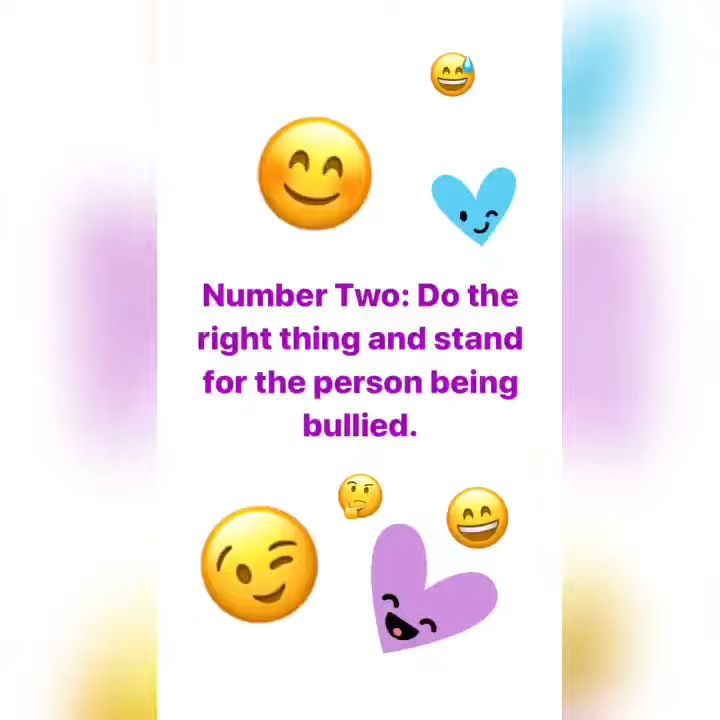 Number Two: Do the
right thing and stand
for the person being
bullied.